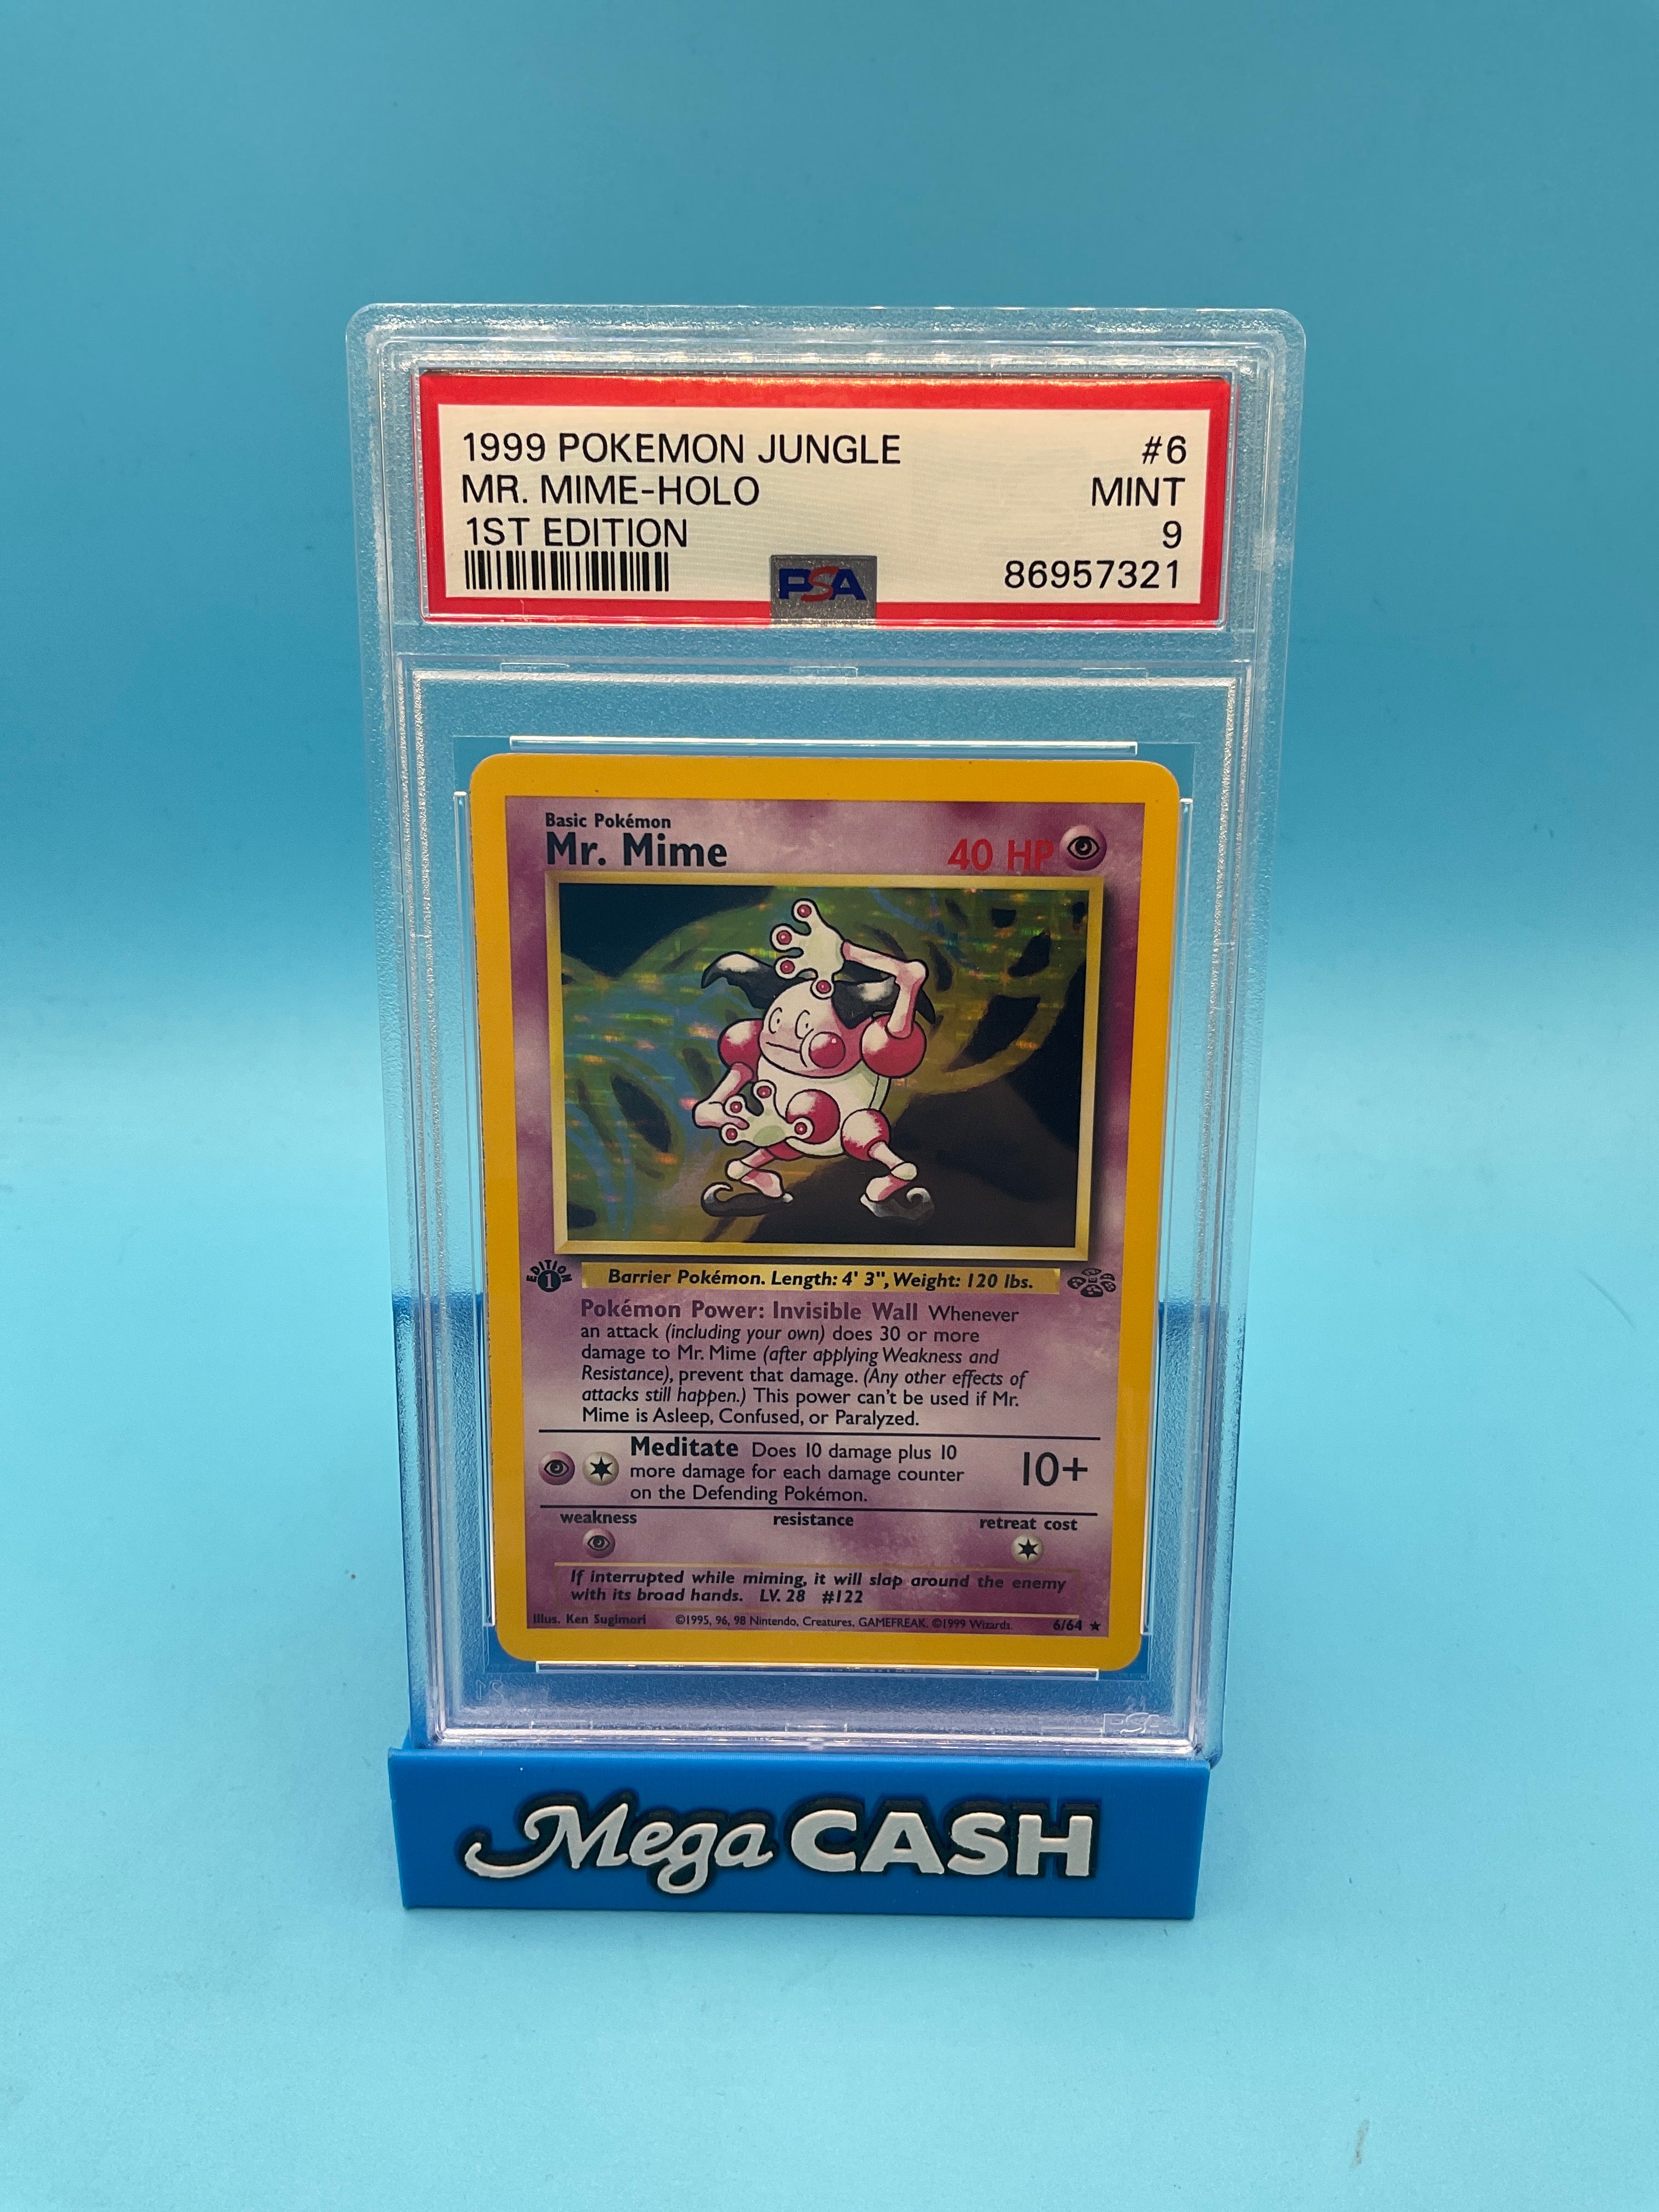 1999 POKEMON JUNGLE #6
MR. MIME-HOLO MINT
1ST EDITION 9
PSA 86957321
Basic Pokémon
Mr. Mime 40 HP
EDITION 1
Barrier Pokémon. Length: 4' 3", Weight: 120 lbs.
Pokémon Power: Invisible Wall Whenever
an attack (including your own) does 30 or more
damage to Mr. Mime (after applying Weakness and
Resistance), prevent that damage. (Any other effects of
attacks still happen.) This power can't be used if Mr.
Mime is Asleep, Confused, or Paralyzed.
Meditate Does 10 damage plus 10
more damage for each damage counter
on the Defending Pokémon.
10+
weakness resistance retreat cost
If interrupted while miming, it will slap around the enemy
with its broad hands. LV. 28 #122
Illus. Ken Sugimori ©1995, 96, 98 Nintendo, Creatures, GAMEFREAK. ©1999 Wizards. 6/64 ★
PSA
Mega CASH